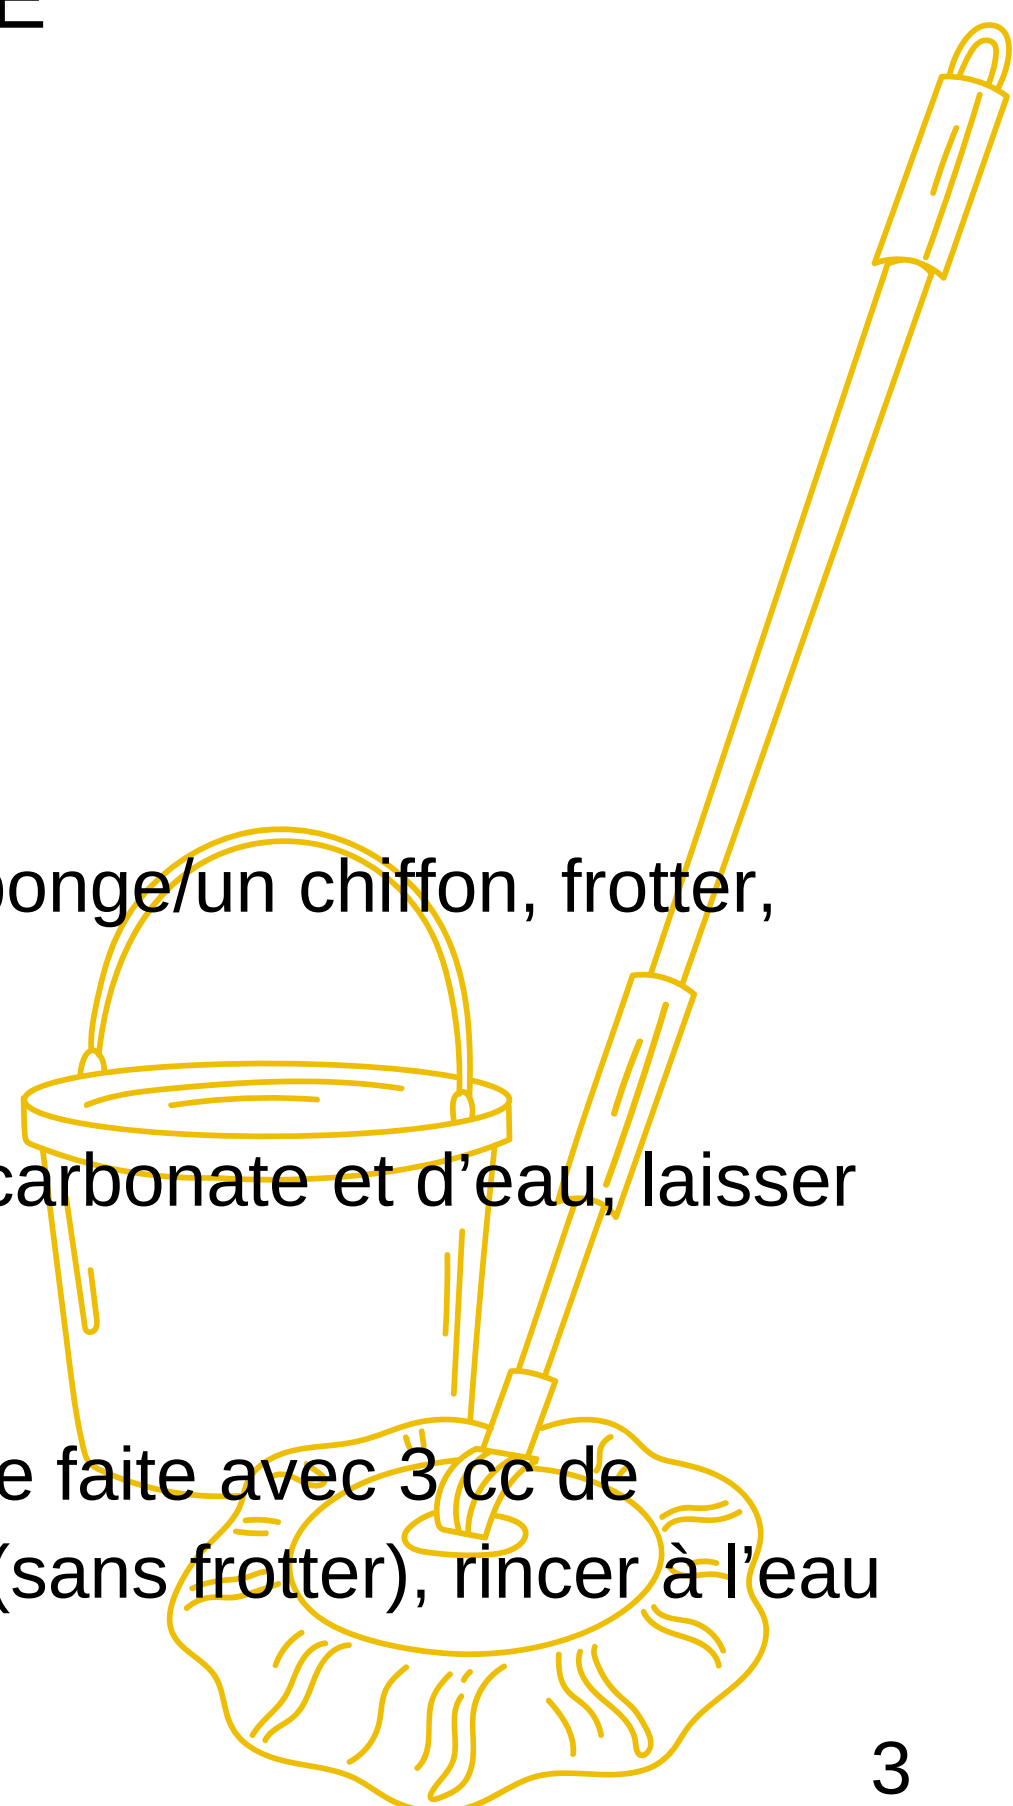 E
onge/un chiffon, frotter,
carbonate et d’eau, laisser
e faite avec 3 cc de
(sans frotter), rincer à l’eau
3